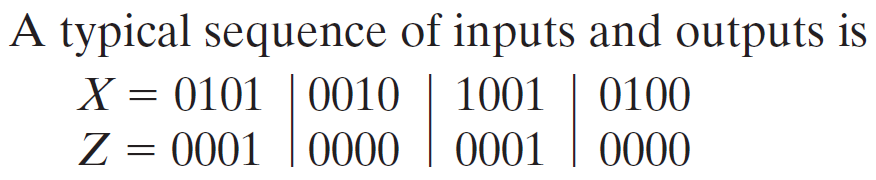 A typical sequence of inputs and outputs is
X = 0101 | 0010 | 1001 | 0100
Z = 0001 | 0000 | 0001 | 0000